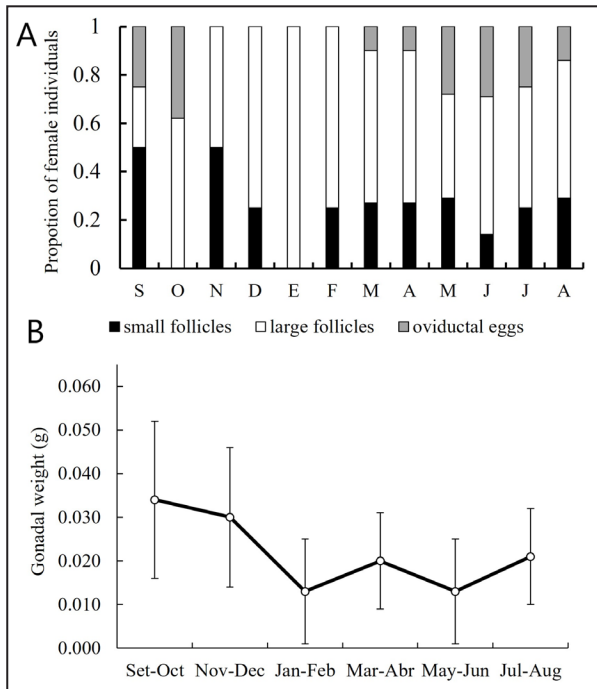 A
1
0.8
0.6
0.4
0.2
0
Propotion of female individuals
S O N D E F M A M J J A
small follicles large follicles oviductal eggs
B
0.060
0.050
0.040
0.030
0.020
0.010
0.000
Gonadal weight (g)
Set-Oct Nov-Dec Jan-Feb Mar-Abr May-Jun Jul-Aug